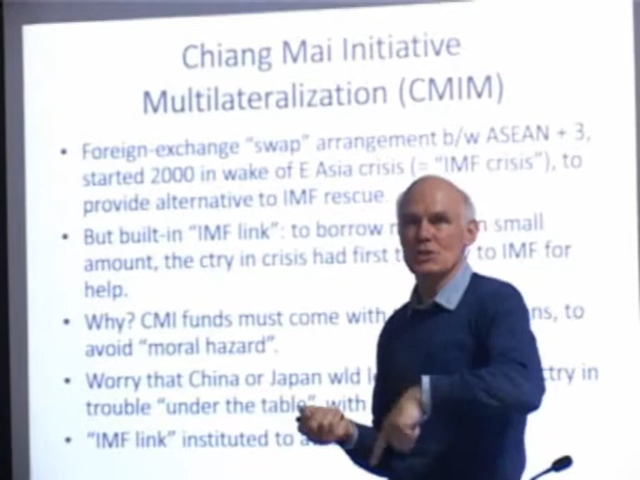 Chiang Mai Initiative
Multilateralization (CMIM)
• Foreign-exchange "swap" arrangement b/w ASEAN + 3,
started 2000 in wake of E Asia crisis (= "IMF crisis"), to
provide alternative to IMF rescue.
• But built-in "IMF link": to borrow small
amount, the ctry in crisis had first to IMF for
help.
• Why? CMI funds must come with to
avoid "moral hazard".
• Worry that China or Japan wld in
trouble "under the table", with
• "IMF link" instituted to